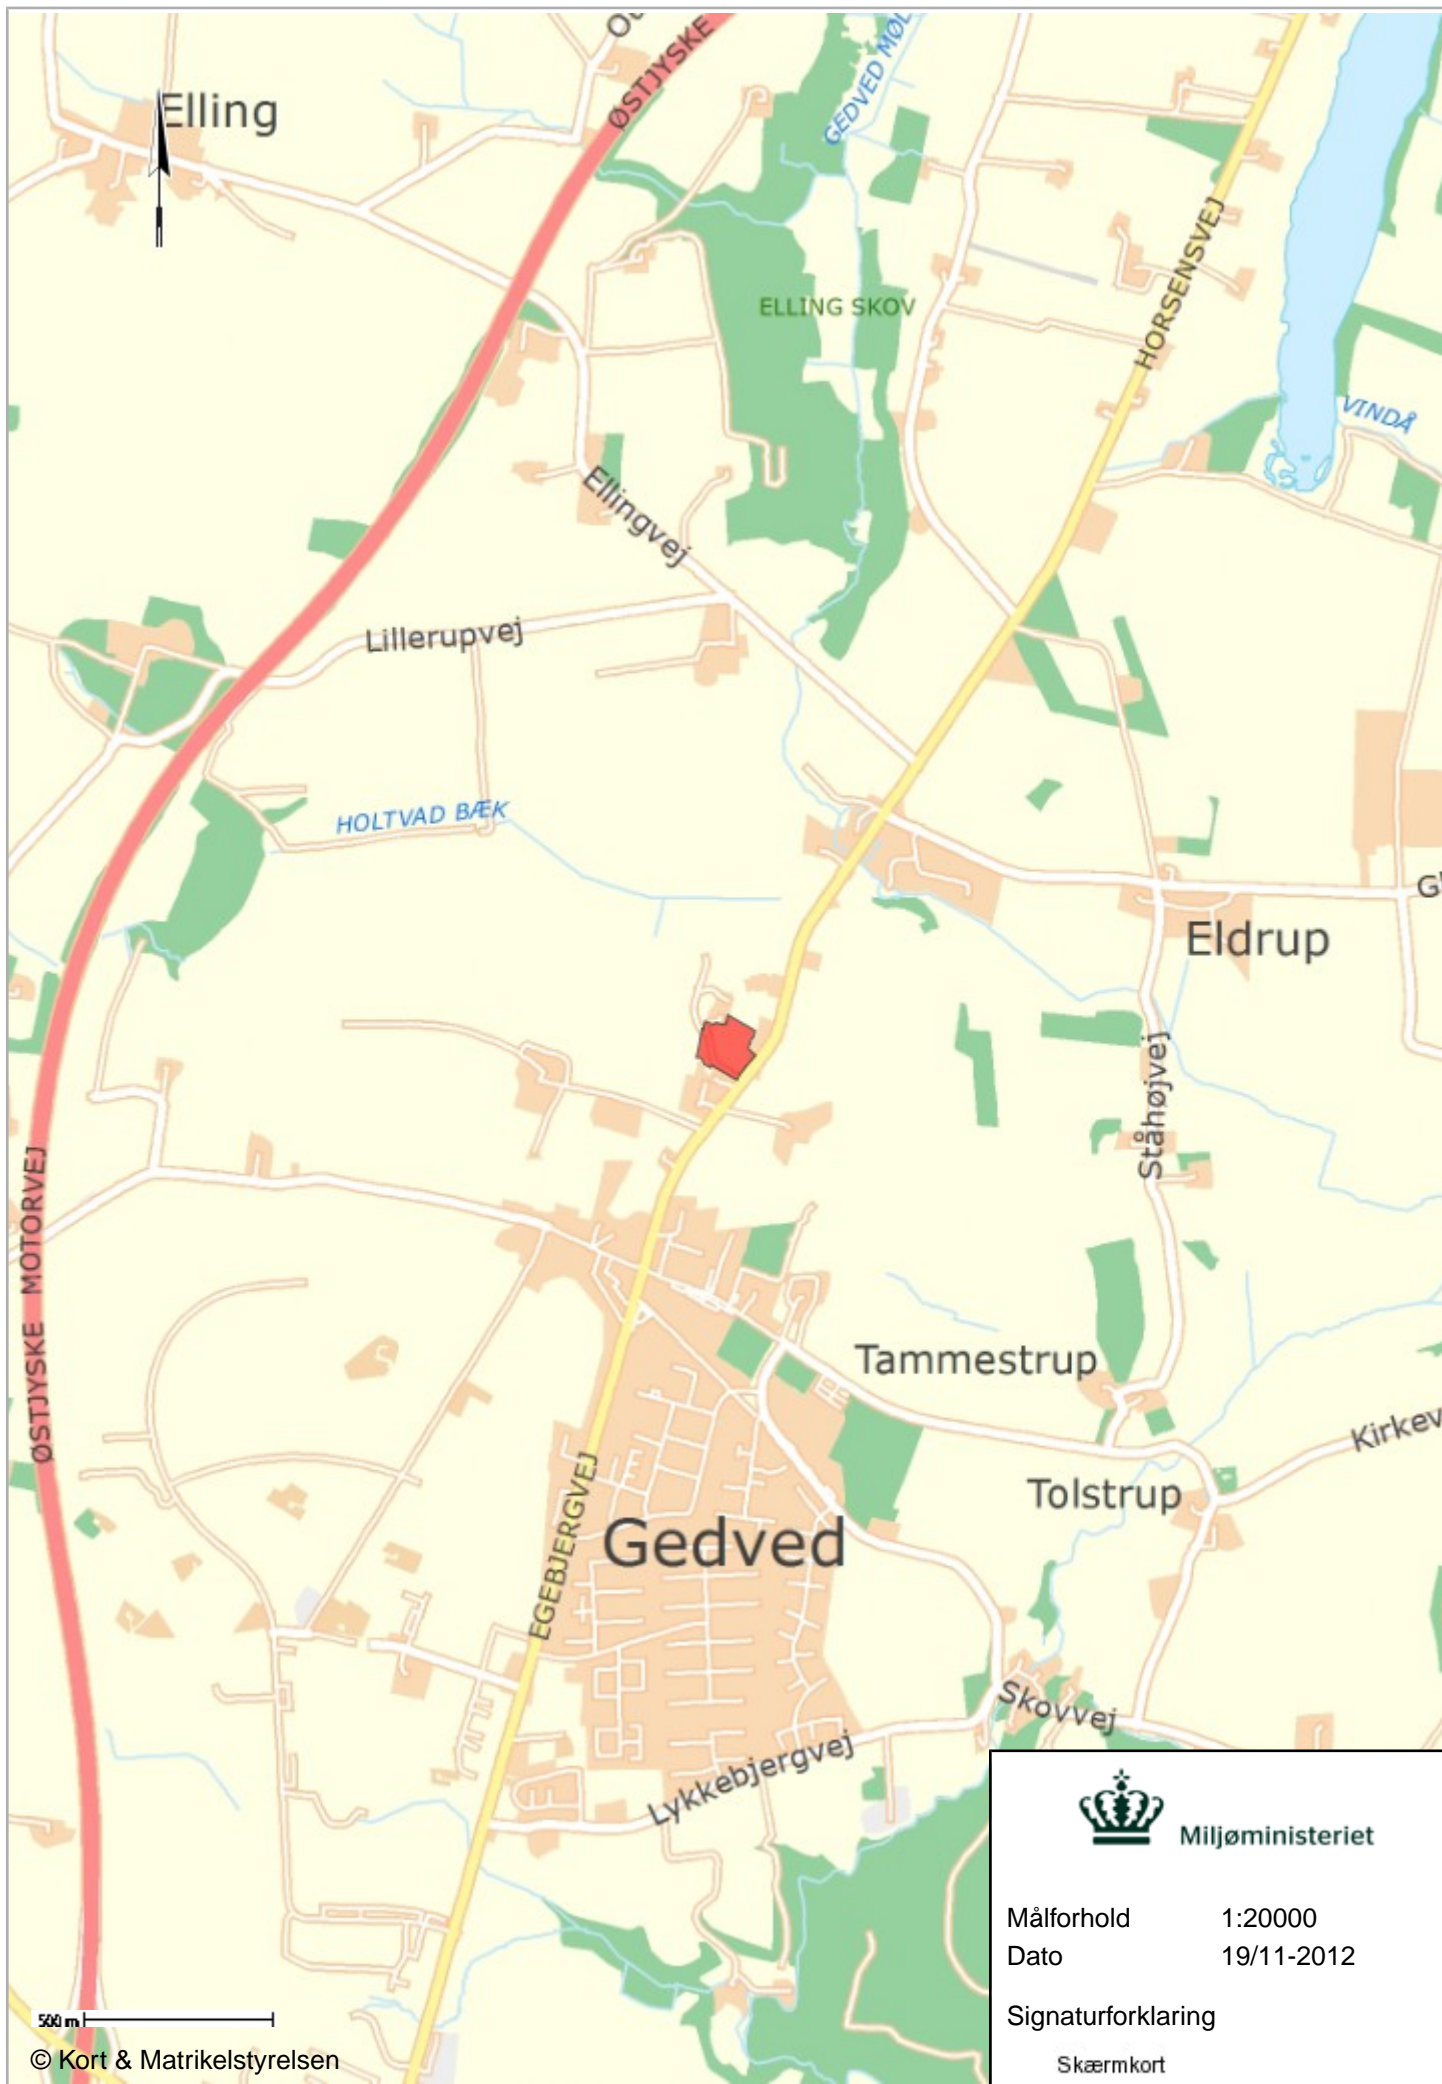 ØSTJYSKE
GEDVED
Elling
ELLING SKOV
HORSENSVEJ
VINDÅ
Ellingvej
Lillerupvej
HOLTVAD BÆK
Eldrup
Ståhøjvej
ØSTJYSKE MOTORVEJ
Tammestrup
Kirkev
Tolstrup
Gedved
EGEBJERGVEJ
Skovvej
Lykkebjergvej
Miljøministeriet
Målforhold 1:20000
Dato 19/11-2012
Signaturforklaring
Skærmkort
500 m
© Kort & Matrikelstyrelsen